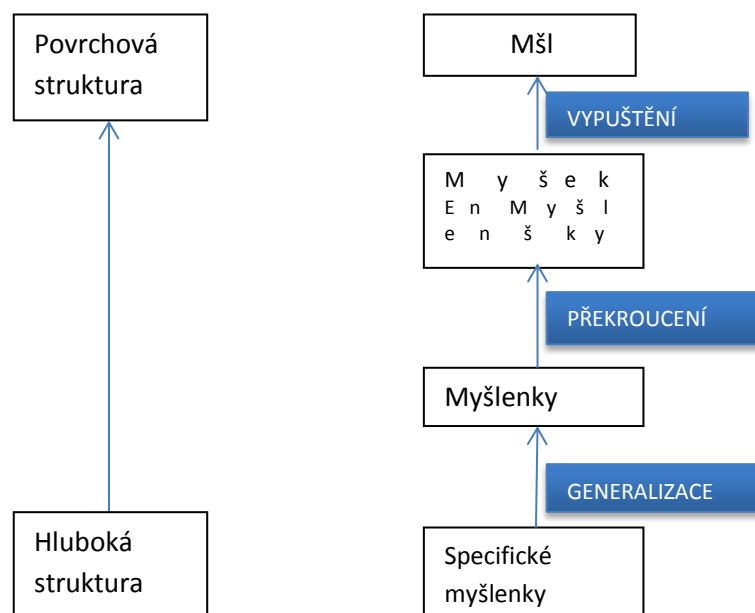 Povrchová
struktura
Mšl
VYPUŠTĚNÍ
M y š e k
E n M y š l
e n š k y
PŘEKROUCENÍ
Myšlenky
GENERALIZACE
Hluboká
struktura
Specifické
myšlenky